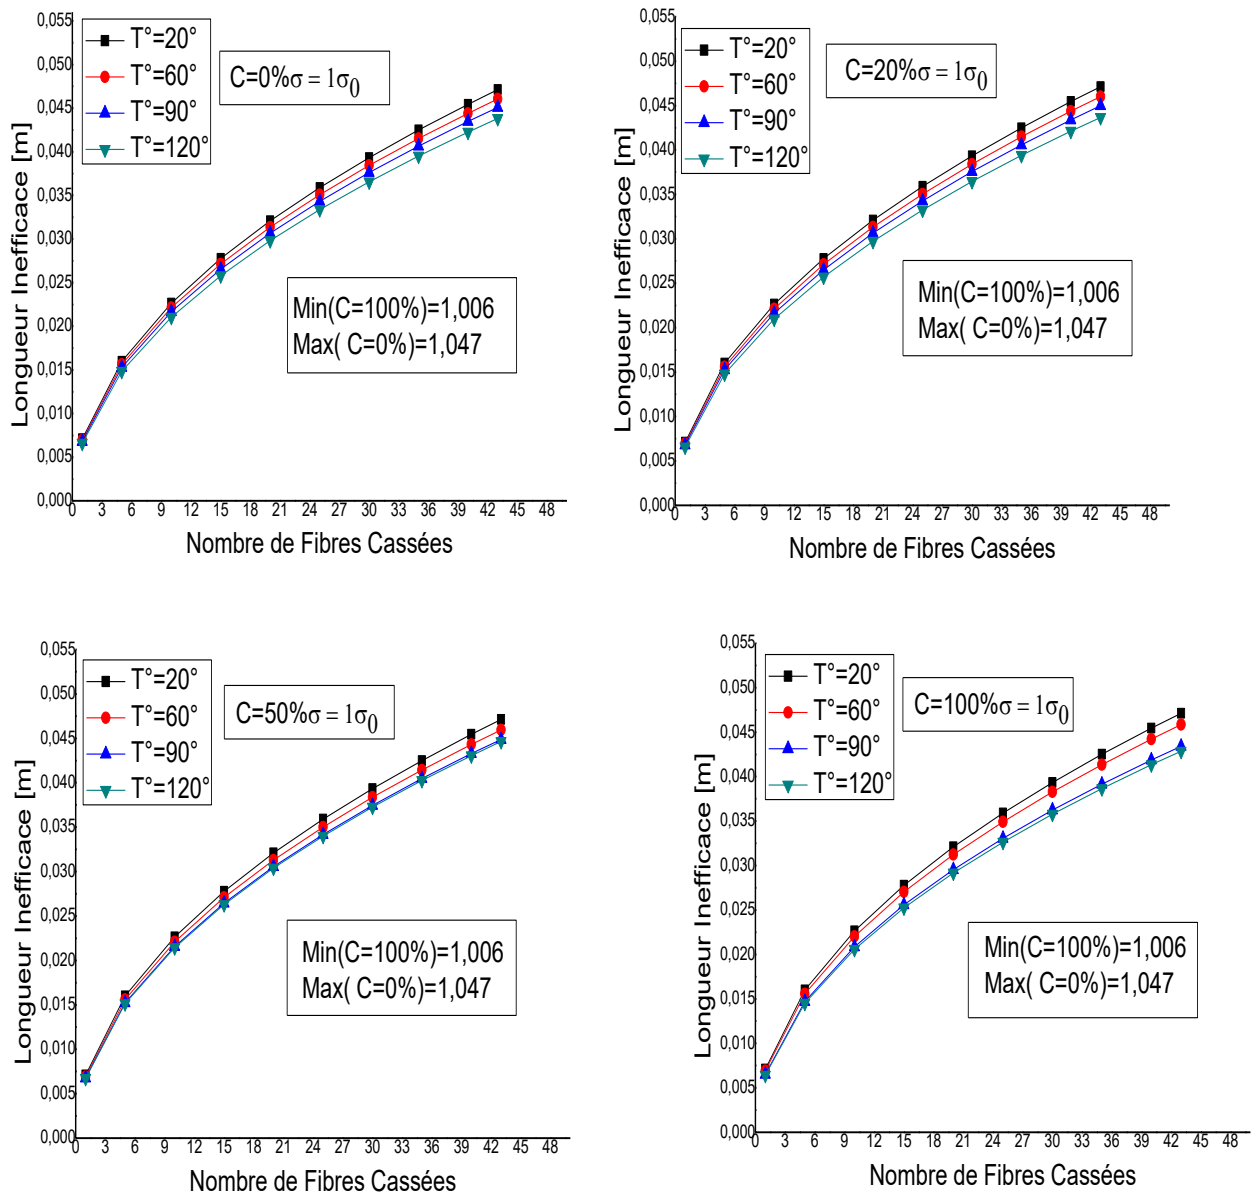 0,055
0,050
0,045
0,040
0,035
0,030
0,025
0,020
0,015
0,010
0,005
0,000
Longueur Inefficace [m]
T°=20°
T°=60°
T°=90°
T°=120°
C=0%σ = 1σ0
Min(C=100%)=1,006
Max( C=0%)=1,047
0 3 6 9 12 15 18 21 24 27 30 33 36 39 42 45 48
Nombre de Fibres Cassées
0,055
0,050
0,045
0,040
0,035
0,030
0,025
0,020
0,015
0,010
0,005
0,000
Longueur Inefficace [m]
T°=20°
T°=60°
T°=90°
T°=120°
C=20%σ = 1σ0
Min(C=100%)=1,006
Max( C=0%)=1,047
0 3 6 9 12 15 18 21 24 27 30 33 36 39 42 45 48
Nombre de Fibres Cassées
0,055
0,050
0,045
0,040
0,035
0,030
0,025
0,020
0,015
0,010
0,005
0,000
Longueur Inefficace [m]
T°=20°
T°=60°
T°=90°
T°=120°
C=50%σ = 1σ0
Min(C=100%)=1,006
Max( C=0%)=1,047
0 3 6 9 12 15 18 21 24 27 30 33 36 39 42 45 48
Nombre de Fibres Cassées
0,055
0,050
0,045
0,040
0,035
0,030
0,025
0,020
0,015
0,010
0,005
0,000
Longueur Inefficace [m]
T°=20°
T°=60°
T°=90°
T°=120°
C=100%σ = 1σ0
Min(C=100%)=1,006
Max( C=0%)=1,047
0 3 6 9 12 15 18 21 24 27 30 33 36 39 42 45 48
Nombre de Fibres Cassées